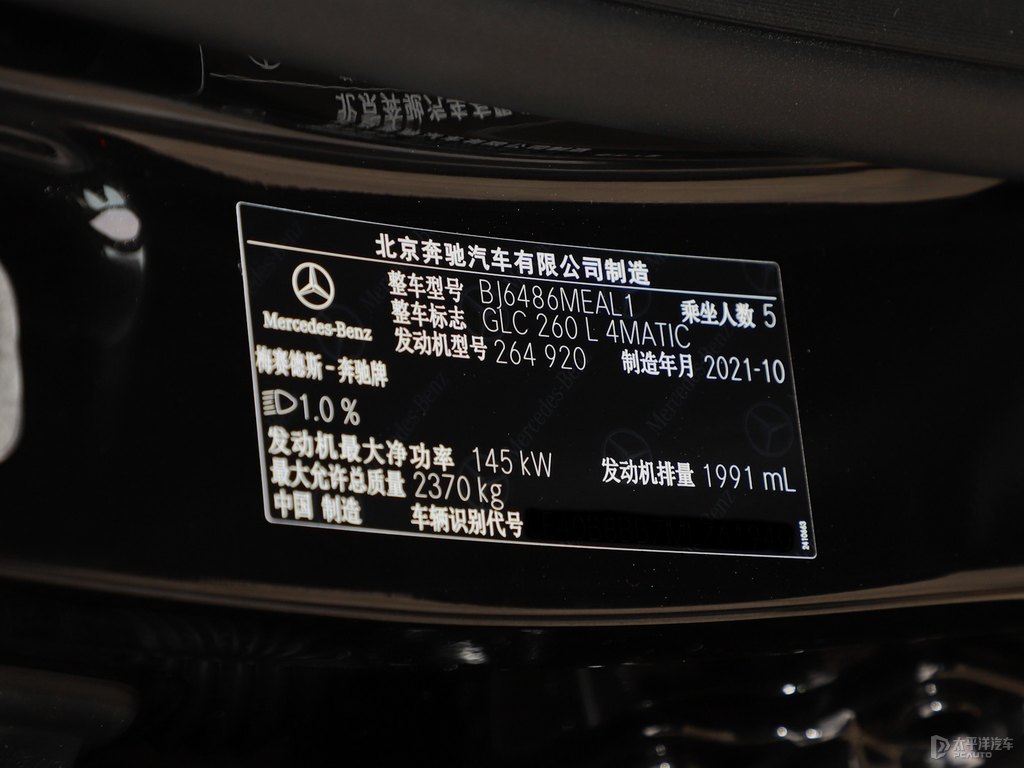 北京奔驰汽车有限公司制造
Mercedes-Benz
梅赛德斯-奔驰牌
整车型号 BJ6486MEAL1 乘坐人数 5
整车标志 GLC 260 L 4MATIC
发动机型号 264 920 制造年月 2021-10
1.0 %
发动机最大净功率 145 kW 发动机排量 1991 mL
最大允许总质量 2370 kg
中国 制造 车辆识别代号
太平洋汽车
PCAUTO